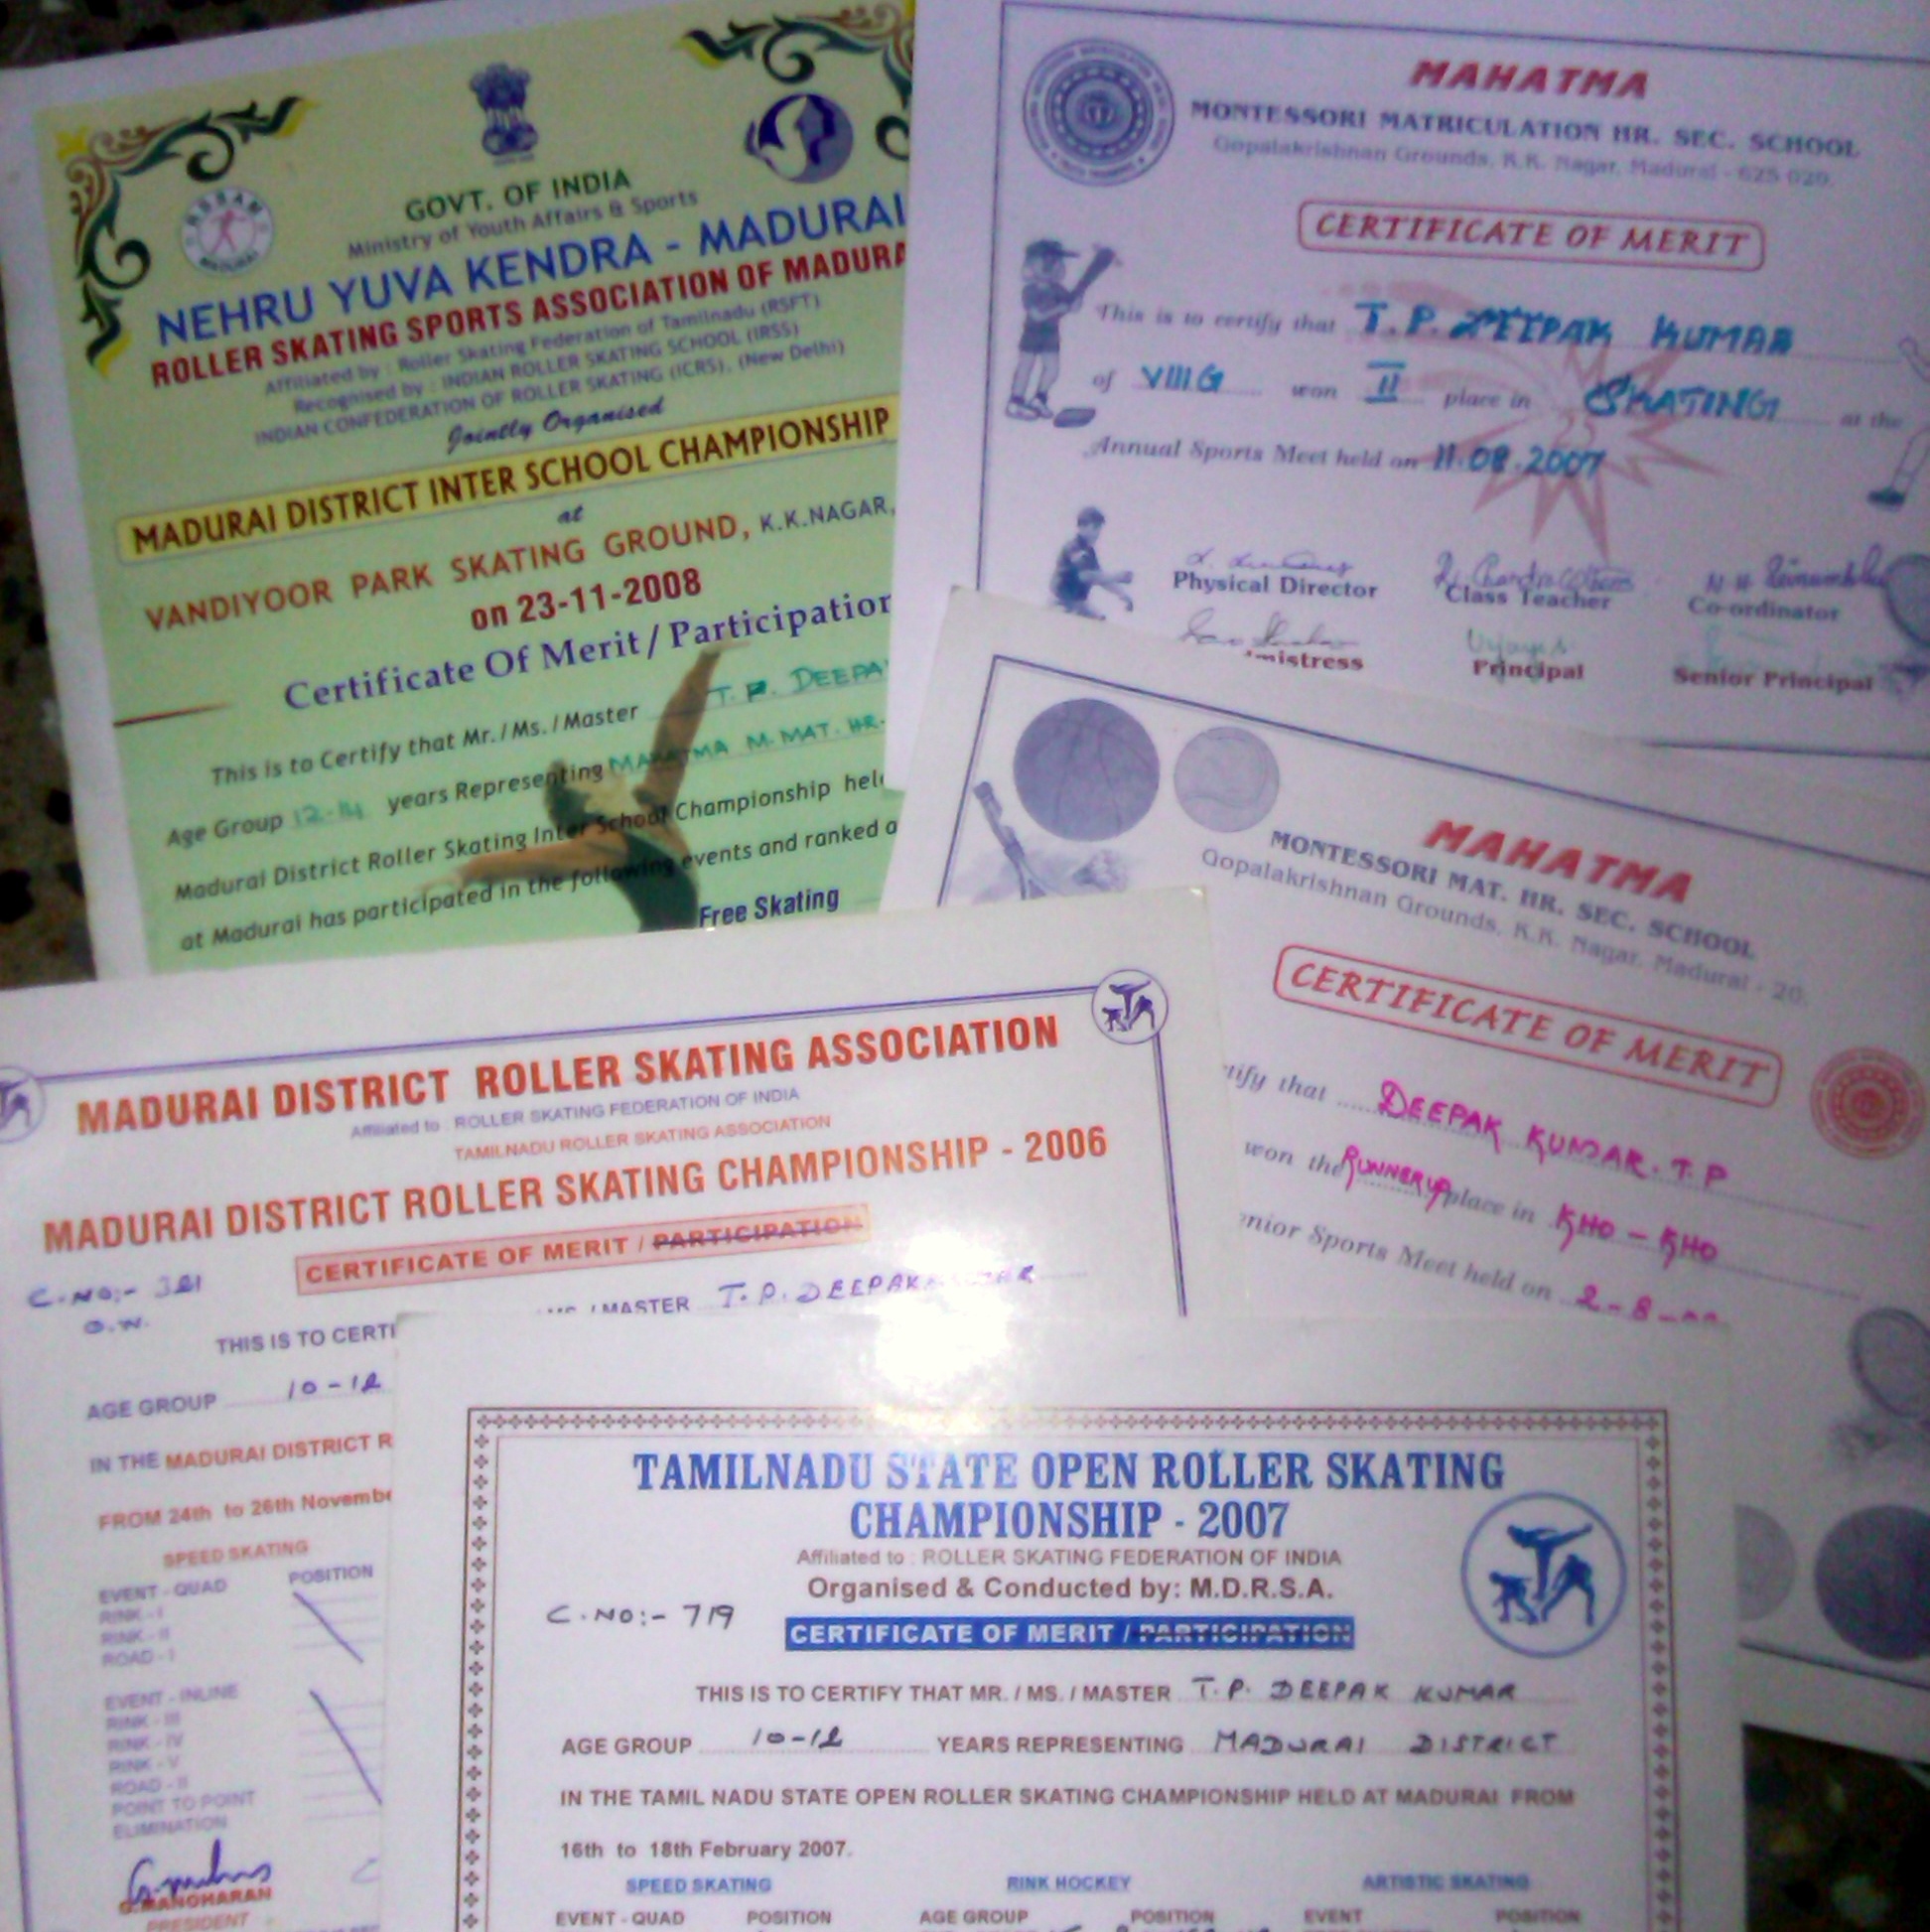 GOVT. OF INDIA
Ministry of Youth Affairs & Sports
NEHRU YUVA KENDRA - MADURAI
ROLLER SKATING SPORTS ASSOCIATION OF MADURA
Affiliated by : Roller Skating Federation of Tamilnadu (RSFT)
Recognised by : INDIAN ROLLER SKATING SCHOOL (IRSS)
INDIAN CONFEDERATION OF ROLLER SKATING (ICRS), (New Delhi)
Jointly Organised
MADURAI DISTRICT INTER SCHOOL CHAMPIONSHIP
at
VANDIYOOR PARK SKATING GROUND, K.K.NAGAR,
on 23-11-2008
Certificate Of Merit / Participation
This is to Certify that Mr. / Ms. / Master T. P. DEEPA
Age Group 12-14 years Representing MAHATMA M. MAT. HR.
Madurai District Roller Skating Inter School Championship held
at Madurai has participated in the following events and ranked a
Free Skating
MAHATMA
MONTESSORI MATRICULATION HR. SEC. SCHOOL
Gopalakrishnan Grounds, K.K. Nagar, Madurai - 625 020.
CERTIFICATE OF MERIT
This is to certify that T. P. DEEPAK KUMAR
of VIII G won II place in SKATING at the
Annual Sports Meet held on 11.08.2007
Physical Director Class Teacher Co-ordinator
mistress Principal Senior Principal
MAHATMA
MONTESSORI MAT. HR. SEC. SCHOOL
Gopalakrishnan Grounds, K.K. Nagar, Madurai - 20.
CERTIFICATE OF MERIT
tify that DEEPAK KUMAR. T. P
won the RUNNER UP place in KHO - KHO
nior Sports Meet held on 2-8-
MADURAI DISTRICT ROLLER SKATING ASSOCIATION
Affiliated to : ROLLER SKATING FEDERATION OF INDIA
TAMILNADU ROLLER SKATING ASSOCIATION
MADURAI DISTRICT ROLLER SKATING CHAMPIONSHIP - 2006
CERTIFICATE OF MERIT / PARTICIPATION
C.NO:- 321
THIS IS TO CERTI MS. / MASTER T. P. DEEPAK KUMAR
AGE GROUP 10-12
IN THE MADURAI DISTRICT R
FROM 24th to 26th Novembe
SPEED SKATING
EVENT - QUAD POSITION
RINK - I
RINK - II
ROAD - I
EVENT - INLINE
RINK - III
RINK - IV
RINK - V
ROAD - II
POINT TO POINT
ELIMINATION
G.MANOHARAN
PRESIDENT
TAMILNADU STATE OPEN ROLLER SKATING
CHAMPIONSHIP - 2007
Affiliated to : ROLLER SKATING FEDERATION OF INDIA
Organised & Conducted by: M.D.R.S.A.
C.NO:- 719
CERTIFICATE OF MERIT / PARTICIPATION
THIS IS TO CERTIFY THAT MR. / MS. / MASTER T. P. DEEPAK KUMAR
AGE GROUP 10-12 YEARS REPRESENTING MADURAI DISTRICT
IN THE TAMIL NADU STATE OPEN ROLLER SKATING CHAMPIONSHIP HELD AT MADURAI FROM
16th to 18th February 2007.
SPEED SKATING RINK HOCKEY ARTISTIC SKATING
EVENT - QUAD POSITION AGE GROUP POSITION EVENT POSITION